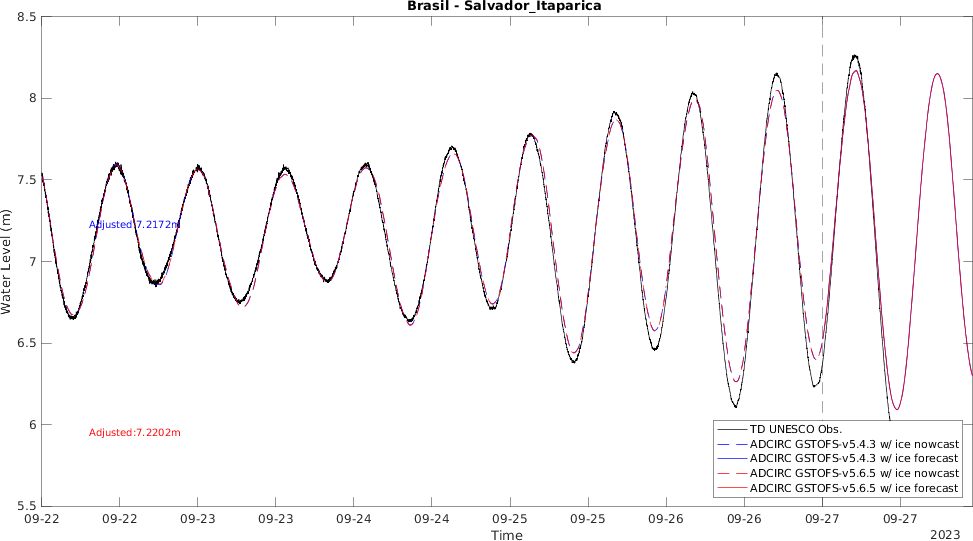 Brasil - Salvador_Itaparica
8.5
8
7.5
7
6.5
6
5.5
Water Level (m)
Adjusted:7.2172m
Adjusted:7.2202m
TD UNESCO Obs.
ADCIRC GSTOFS-v5.4.3 w/ ice nowcast
ADCIRC GSTOFS-v5.4.3 w/ ice forecast
ADCIRC GSTOFS-v5.6.5 w/ ice nowcast
ADCIRC GSTOFS-v5.6.5 w/ ice forecast
09-22 09-22 09-23 09-23 09-24 09-24 09-25 09-25 09-26 09-26 09-27 09-27
Time
2023